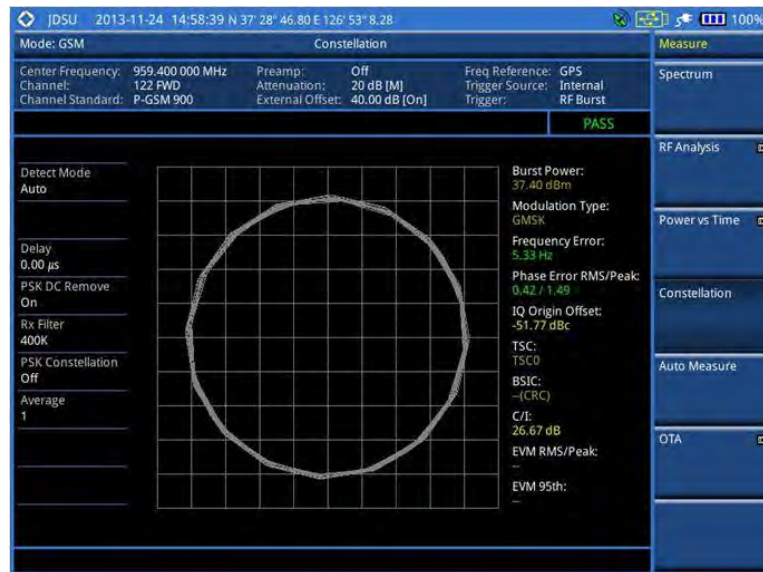 JDSU 2013-11-24 14:58:39 N 37' 28" 46.80 E 126' 53" 8.28 100%
Mode: GSM Constellation Measure
Center Frequency: 959.400 000 MHz Preamp: Off Freq Reference: GPS
Channel: 122 FWD Attenuation: 20 dB [M] Trigger Source: Internal
Channel Standard: P-GSM 900 External Offset: 40.00 dB [On] Trigger: RF Burst
PASS
Spectrum
RF Analysis
Power vs Time
Constellation
Auto Measure
OTA
Detect Mode
Auto
Delay
0.00 µs
PSK DC Remove
On
Rx Filter
400K
PSK Constellation
Off
Average
1
Burst Power:
37.40 dBm
Modulation Type:
GMSK
Frequency Error:
5.33 Hz
Phase Error RMS/Peak:
0.42 / 1.49
IQ Origin Offset:
-51.77 dBc
TSC:
TSC0
BSIC:
--(CRC)
C/I:
26.67 dB
EVM RMS/Peak:
--
EVM 95th:
--